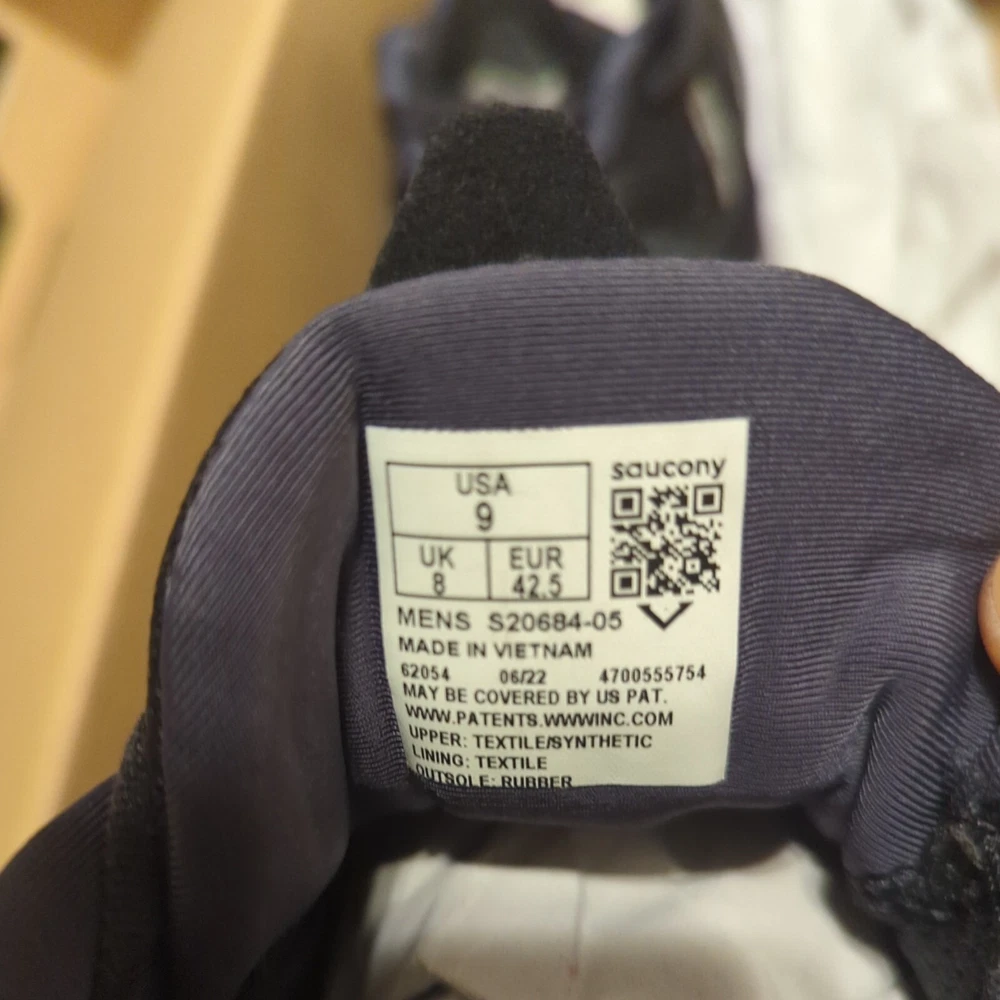 saucony
USA
9
UK EUR
8 42.5
MENS S20684-05
MADE IN VIETNAM
62054 06/22 4700555754
MAY BE COVERED BY US PAT.
WWW.PATENTS.WWWINC.COM
UPPER: TEXTILE/SYNTHETIC
LINING: TEXTILE
OUTSOLE: RUBBER